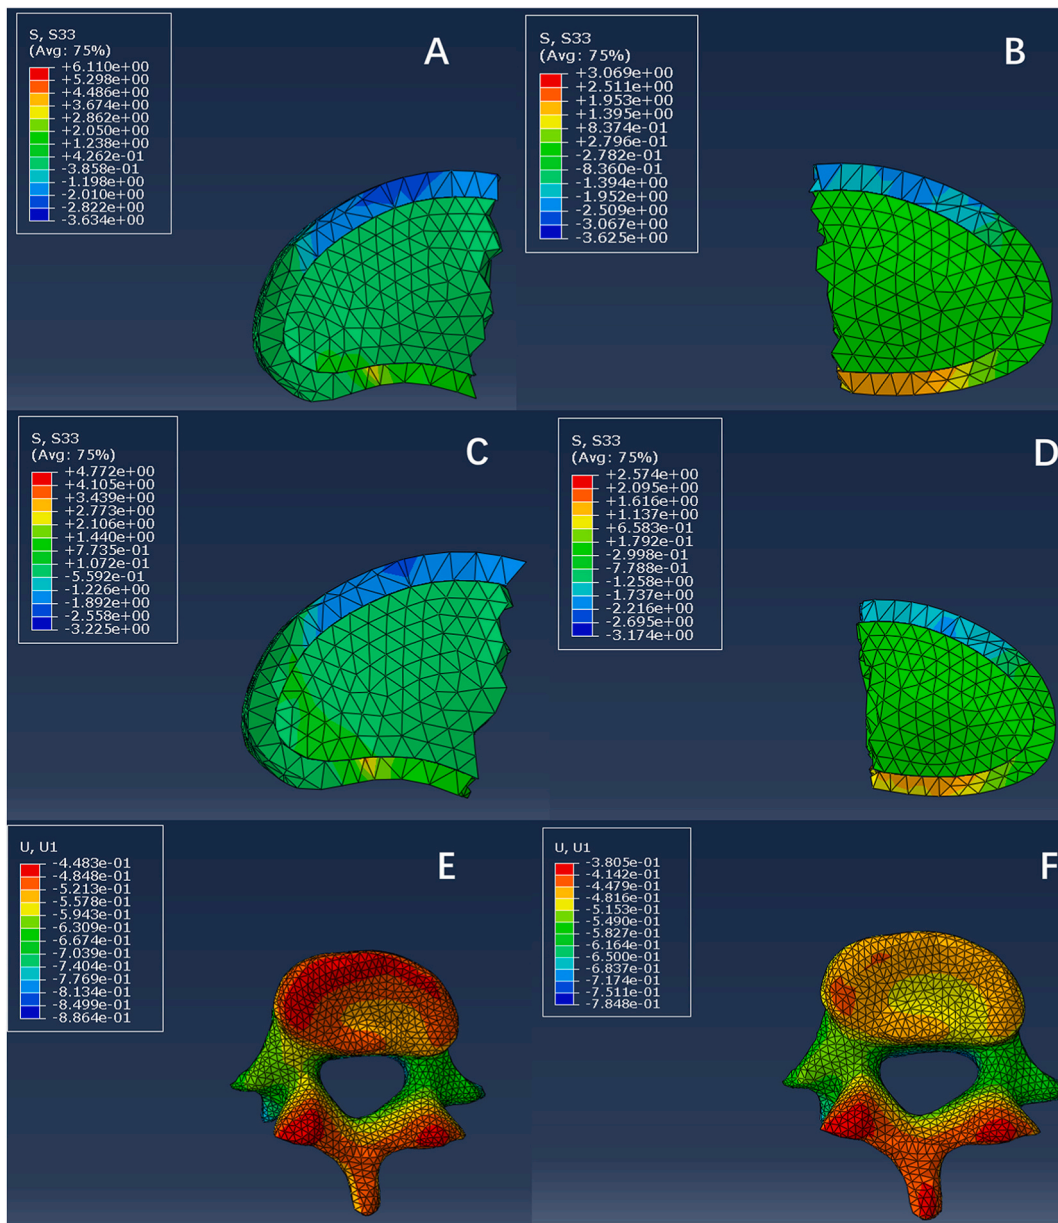 S, S33
(Avg: 75%)
+6.110e+00
+5.298e+00
+4.486e+00
+3.674e+00
+2.862e+00
+2.050e+00
+1.238e+00
+4.262e-01
-3.858e-01
-1.198e+00
-2.010e+00
-2.822e+00
-3.634e+00
A
S, S33
(Avg: 75%)
+3.069e+00
+2.511e+00
+1.953e+00
+1.395e+00
+8.374e-01
+2.796e-01
-2.782e-01
-8.360e-01
-1.394e+00
-1.952e+00
-2.509e+00
-3.067e+00
-3.625e+00
B
S, S33
(Avg: 75%)
+4.772e+00
+4.105e+00
+3.439e+00
+2.773e+00
+2.106e+00
+1.440e+00
+7.735e-01
+1.072e-01
-5.592e-01
-1.226e+00
-1.892e+00
-2.558e+00
-3.225e+00
C
S, S33
(Avg: 75%)
+2.574e+00
+2.095e+00
+1.616e+00
+1.137e+00
+6.583e-01
+1.792e-01
-2.998e-01
-7.788e-01
-1.258e+00
-1.737e+00
-2.216e+00
-2.695e+00
-3.174e+00
D
U, U1
-4.483e-01
-4.848e-01
-5.213e-01
-5.578e-01
-5.943e-01
-6.309e-01
-6.674e-01
-7.039e-01
-7.404e-01
-7.769e-01
-8.134e-01
-8.499e-01
-8.864e-01
E
U, U1
-3.805e-01
-4.142e-01
-4.479e-01
-4.816e-01
-5.153e-01
-5.490e-01
-5.827e-01
-6.164e-01
-6.500e-01
-6.837e-01
-7.174e-01
-7.511e-01
-7.848e-01
F